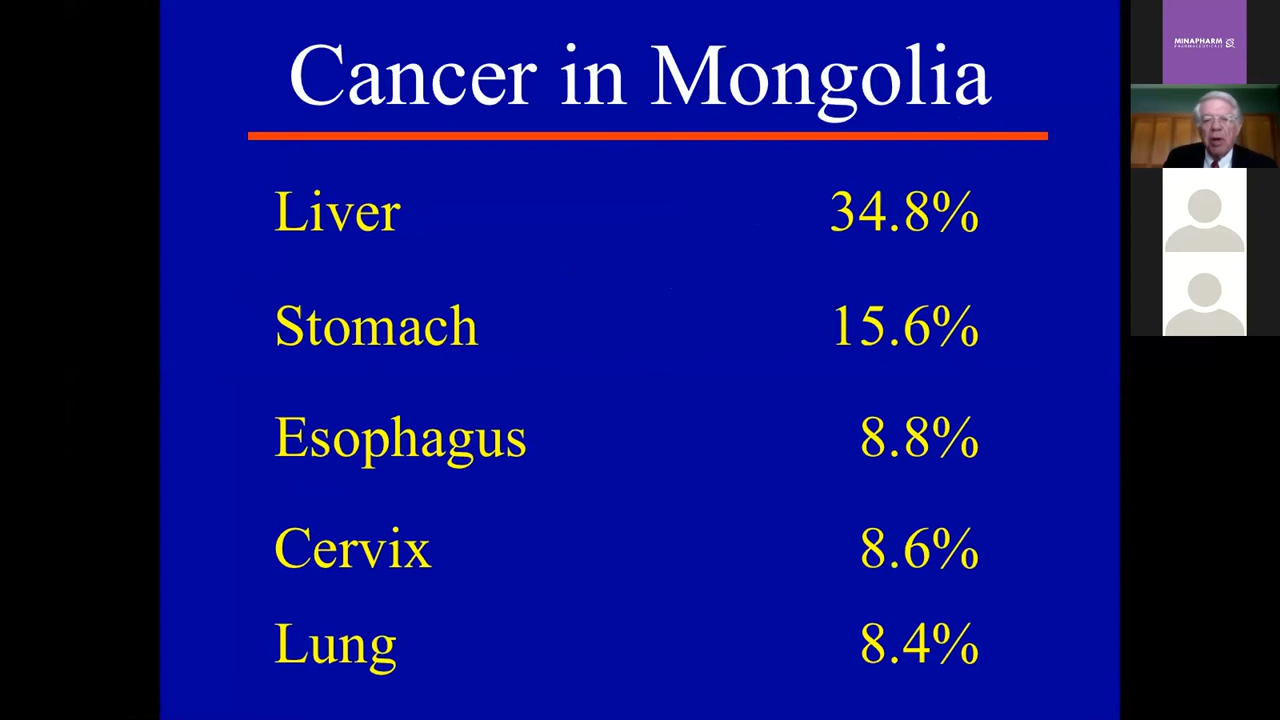 Cancer in Mongolia
Liver 34.8%
Stomach 15.6%
Esophagus 8.8%
Cervix 8.6%
Lung 8.4%
MINAPHARM
PHARMACEUTICALS